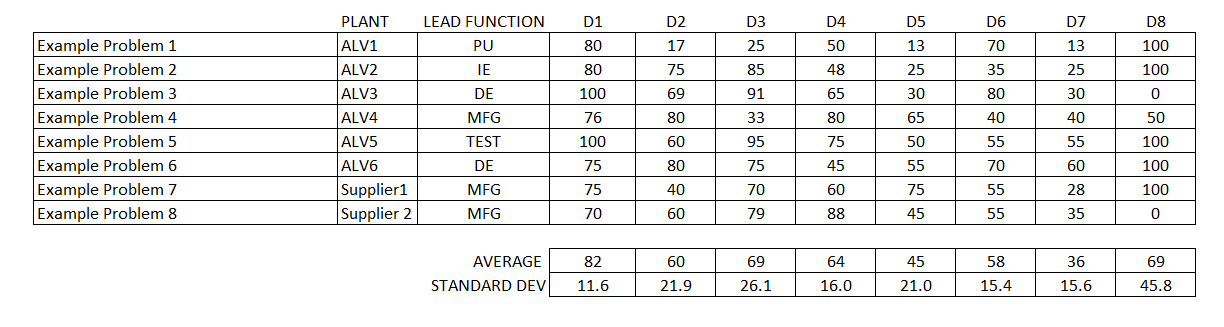 PLANT LEAD FUNCTION D1 D2 D3 D4 D5 D6 D7 D8
Example Problem 1 ALV1 PU 80 17 25 50 13 70 13 100
Example Problem 2 ALV2 IE 80 75 85 48 25 35 25 100
Example Problem 3 ALV3 DE 100 69 91 65 30 80 30 0
Example Problem 4 ALV4 MFG 76 80 33 80 65 40 40 50
Example Problem 5 ALV5 TEST 100 60 95 75 50 55 55 100
Example Problem 6 ALV6 DE 75 80 75 45 55 70 60 100
Example Problem 7 Supplier1 MFG 75 40 70 60 75 55 28 100
Example Problem 8 Supplier 2 MFG 70 60 79 88 45 55 35 0
AVERAGE 82 60 69 64 45 58 36 69
STANDARD DEV 11.6 21.9 26.1 16.0 21.0 15.4 15.6 45.8